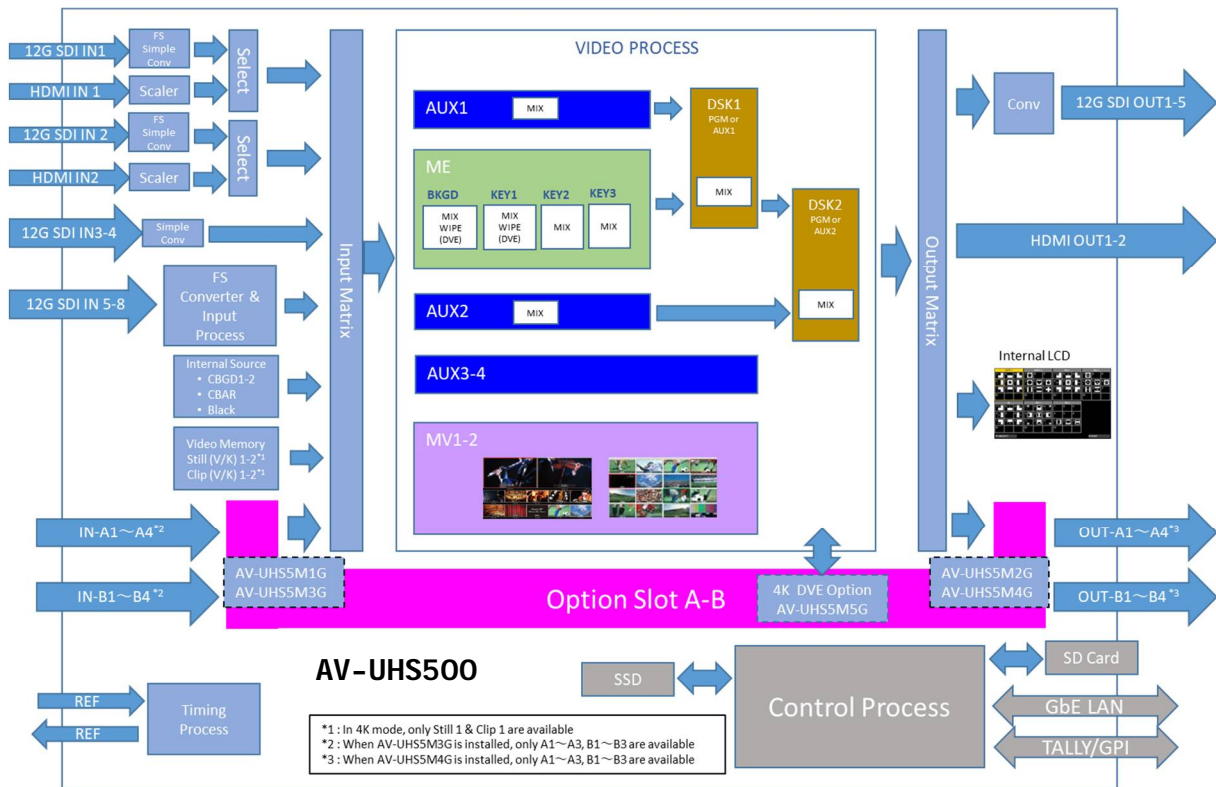 12G SDI IN1
FS
Simple
Conv
Select
HDMI IN 1
Scaler
12G SDI IN 2
FS
Simple
Conv
Select
HDMI IN2
Scaler
12G SDI IN3-4
Simple
Conv
12G SDI IN 5-8
FS
Converter &
Input
Process
Internal Source
• CBGD1-2
• CBAR
• Black
Video Memory
Still (V/K) 1-2*1
Clip (V/K) 1-2*1
IN-A1～A4*2
IN-B1～B4*2
AV-UHS5M1G
AV-UHS5M3G
Input Matrix
VIDEO PROCESS
AUX1
MIX
DSK1
PGM or
AUX1
MIX
ME
BKGD
KEY1
KEY2
KEY3
MIX
WIPE
(DVE)
MIX
WIPE
(DVE)
MIX
MIX
DSK2
PGM or
AUX2
MIX
AUX2
MIX
AUX3-4
MV1-2
Output Matrix
Conv
12G SDI OUT1-5
HDMI OUT1-2
Internal LCD
OUT-A1～A4*3
OUT-B1～B4*3
AV-UHS5M2G
AV-UHS5M4G
Option Slot A-B
4K DVE Option
AV-UHS5M5G
REF
REF
Timing
Process
AV-UHS500
SSD
Control Process
SD Card
GbE LAN
TALLY/GPI
*1 : In 4K mode, only Still 1 & Clip 1 are available
*2 : When AV-UHS5M3G is installed, only A1～A3, B1～B3 are available
*3 : When AV-UHS5M4G is installed, only A1～A3, B1～B3 are available